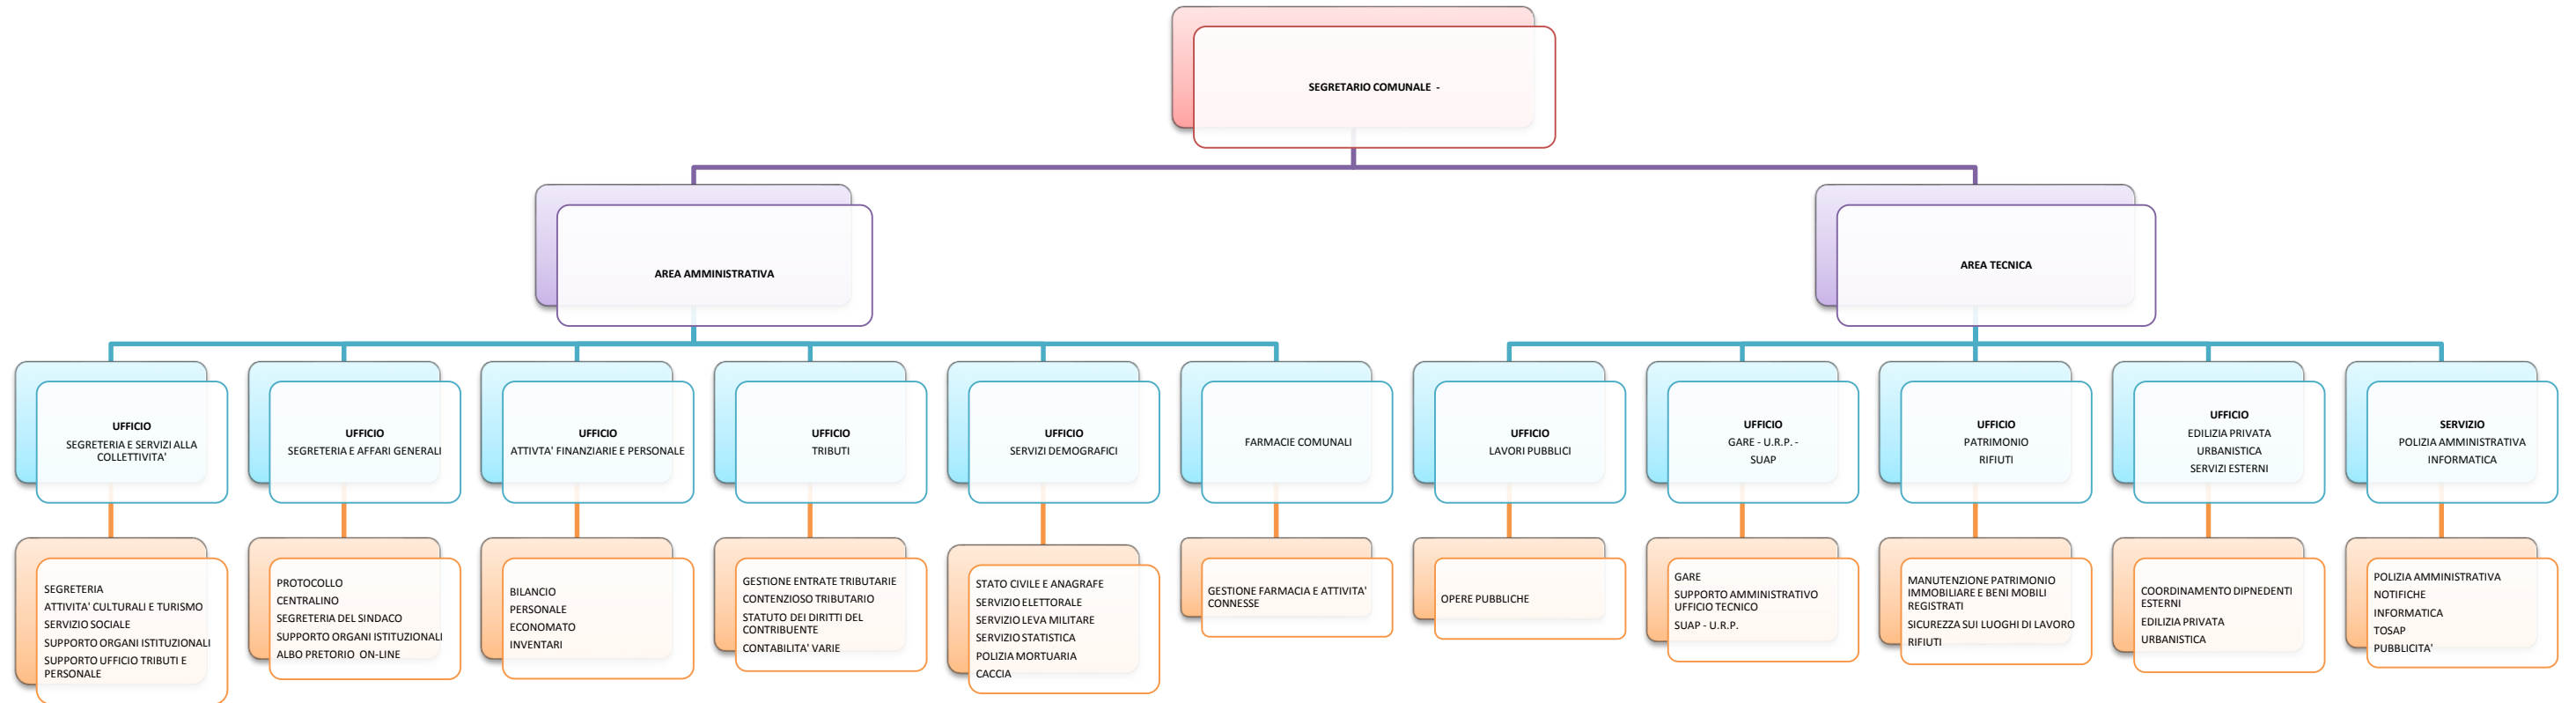 SEGRETARIO COMUNALE -
AREA AMMINISTRATIVA
AREA TECNICA
UFFICIO
SEGRETERIA E SERVIZI ALLA
COLLETTIVITA'
UFFICIO
SEGRETERIA E AFFARI GENERALI
UFFICIO
ATTIVTA' FINANZIARIE E PERSONALE
UFFICIO
TRIBUTI
UFFICIO
SERVIZI DEMOGRAFICI
FARMACIE COMUNALI
UFFICIO
LAVORI PUBBLICI
UFFICIO
GARE - U.R.P. -
SUAP
UFFICIO
PATRIMONIO
RIFIUTI
UFFICIO
EDILIZIA PRIVATA
URBANISTICA
SERVIZI ESTERNI
SERVIZIO
POLIZIA AMMINISTRATIVA
INFORMATICA
SEGRETERIA
ATTIVITA' CULTURALI E TURISMO
SERVIZIO SOCIALE
SUPPORTO ORGANI ISTITUZIONALI
SUPPORTO UFFICIO TRIBUTI E
PERSONALE
PROTOCOLLO
CENTRALINO
SEGRETERIA DEL SINDACO
SUPPORTO ORGANI ISTITUZIONALI
ALBO PRETORIO ON-LINE
BILANCIO
PERSONALE
ECONOMATO
INVENTARI
GESTIONE ENTRATE TRIBUTARIE
CONTENZIOSO TRIBUTARIO
STATUTO DEI DIRITTI DEL
CONTRIBUENTE
CONTABILITA' VARIE
STATO CIVILE E ANAGRAFE
SERVIZIO ELETTORALE
SERVIZIO LEVA MILITARE
SERVIZIO STATISTICA
POLIZIA MORTUARIA
CACCIA
GESTIONE FARMACIA E ATTIVITA'
CONNESSE
OPERE PUBBLICHE
GARE
SUPPORTO AMMINISTRATIVO
UFFICIO TECNICO
SUAP - U.R.P.
MANUTENZIONE PATRIMONIO
IMMOBILIARE E BENI MOBILI
REGISTRATI
SICUREZZA SUI LUOGHI DI LAVORO
RIFIUTI
COORDINAMENTO DIPNEDENTI
ESTERNI
EDILIZIA PRIVATA
URBANISTICA
POLIZIA AMMINISTRATIVA
NOTIFICHE
INFORMATICA
TOSAP
PUBBLICITA'